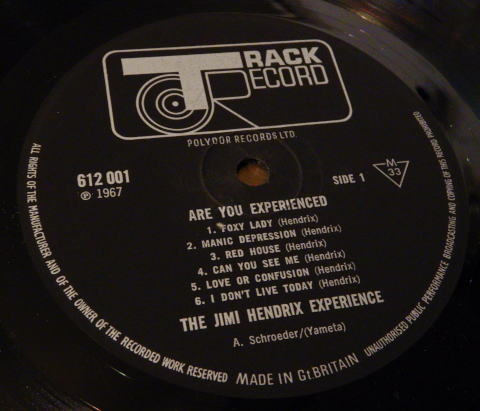 TRACK
RECORD
POLYDOR RECORDS LTD.
612 001
℗ 1967
SIDE 1
M
33
ARE YOU EXPERIENCED
1. FOXY LADY (Hendrix)
2. MANIC DEPRESSION (Hendrix)
3. RED HOUSE (Hendrix)
4. CAN YOU SEE ME (Hendrix)
5. LOVE OR CONFUSION (Hendrix)
6. I DON'T LIVE TODAY (Hendrix)
THE JIMI HENDRIX EXPERIENCE
A. Schroeder/(Yameta)
ALL RIGHTS OF THE MANUFACTURER AND OF THE OWNER OF THE RECORDED WORK RESERVED
MADE IN Gt. BRITAIN
UNAUTHORISED PUBLIC PERFORMANCE BROADCASTING AND COPYING OF THIS RECORD PROHIBITED